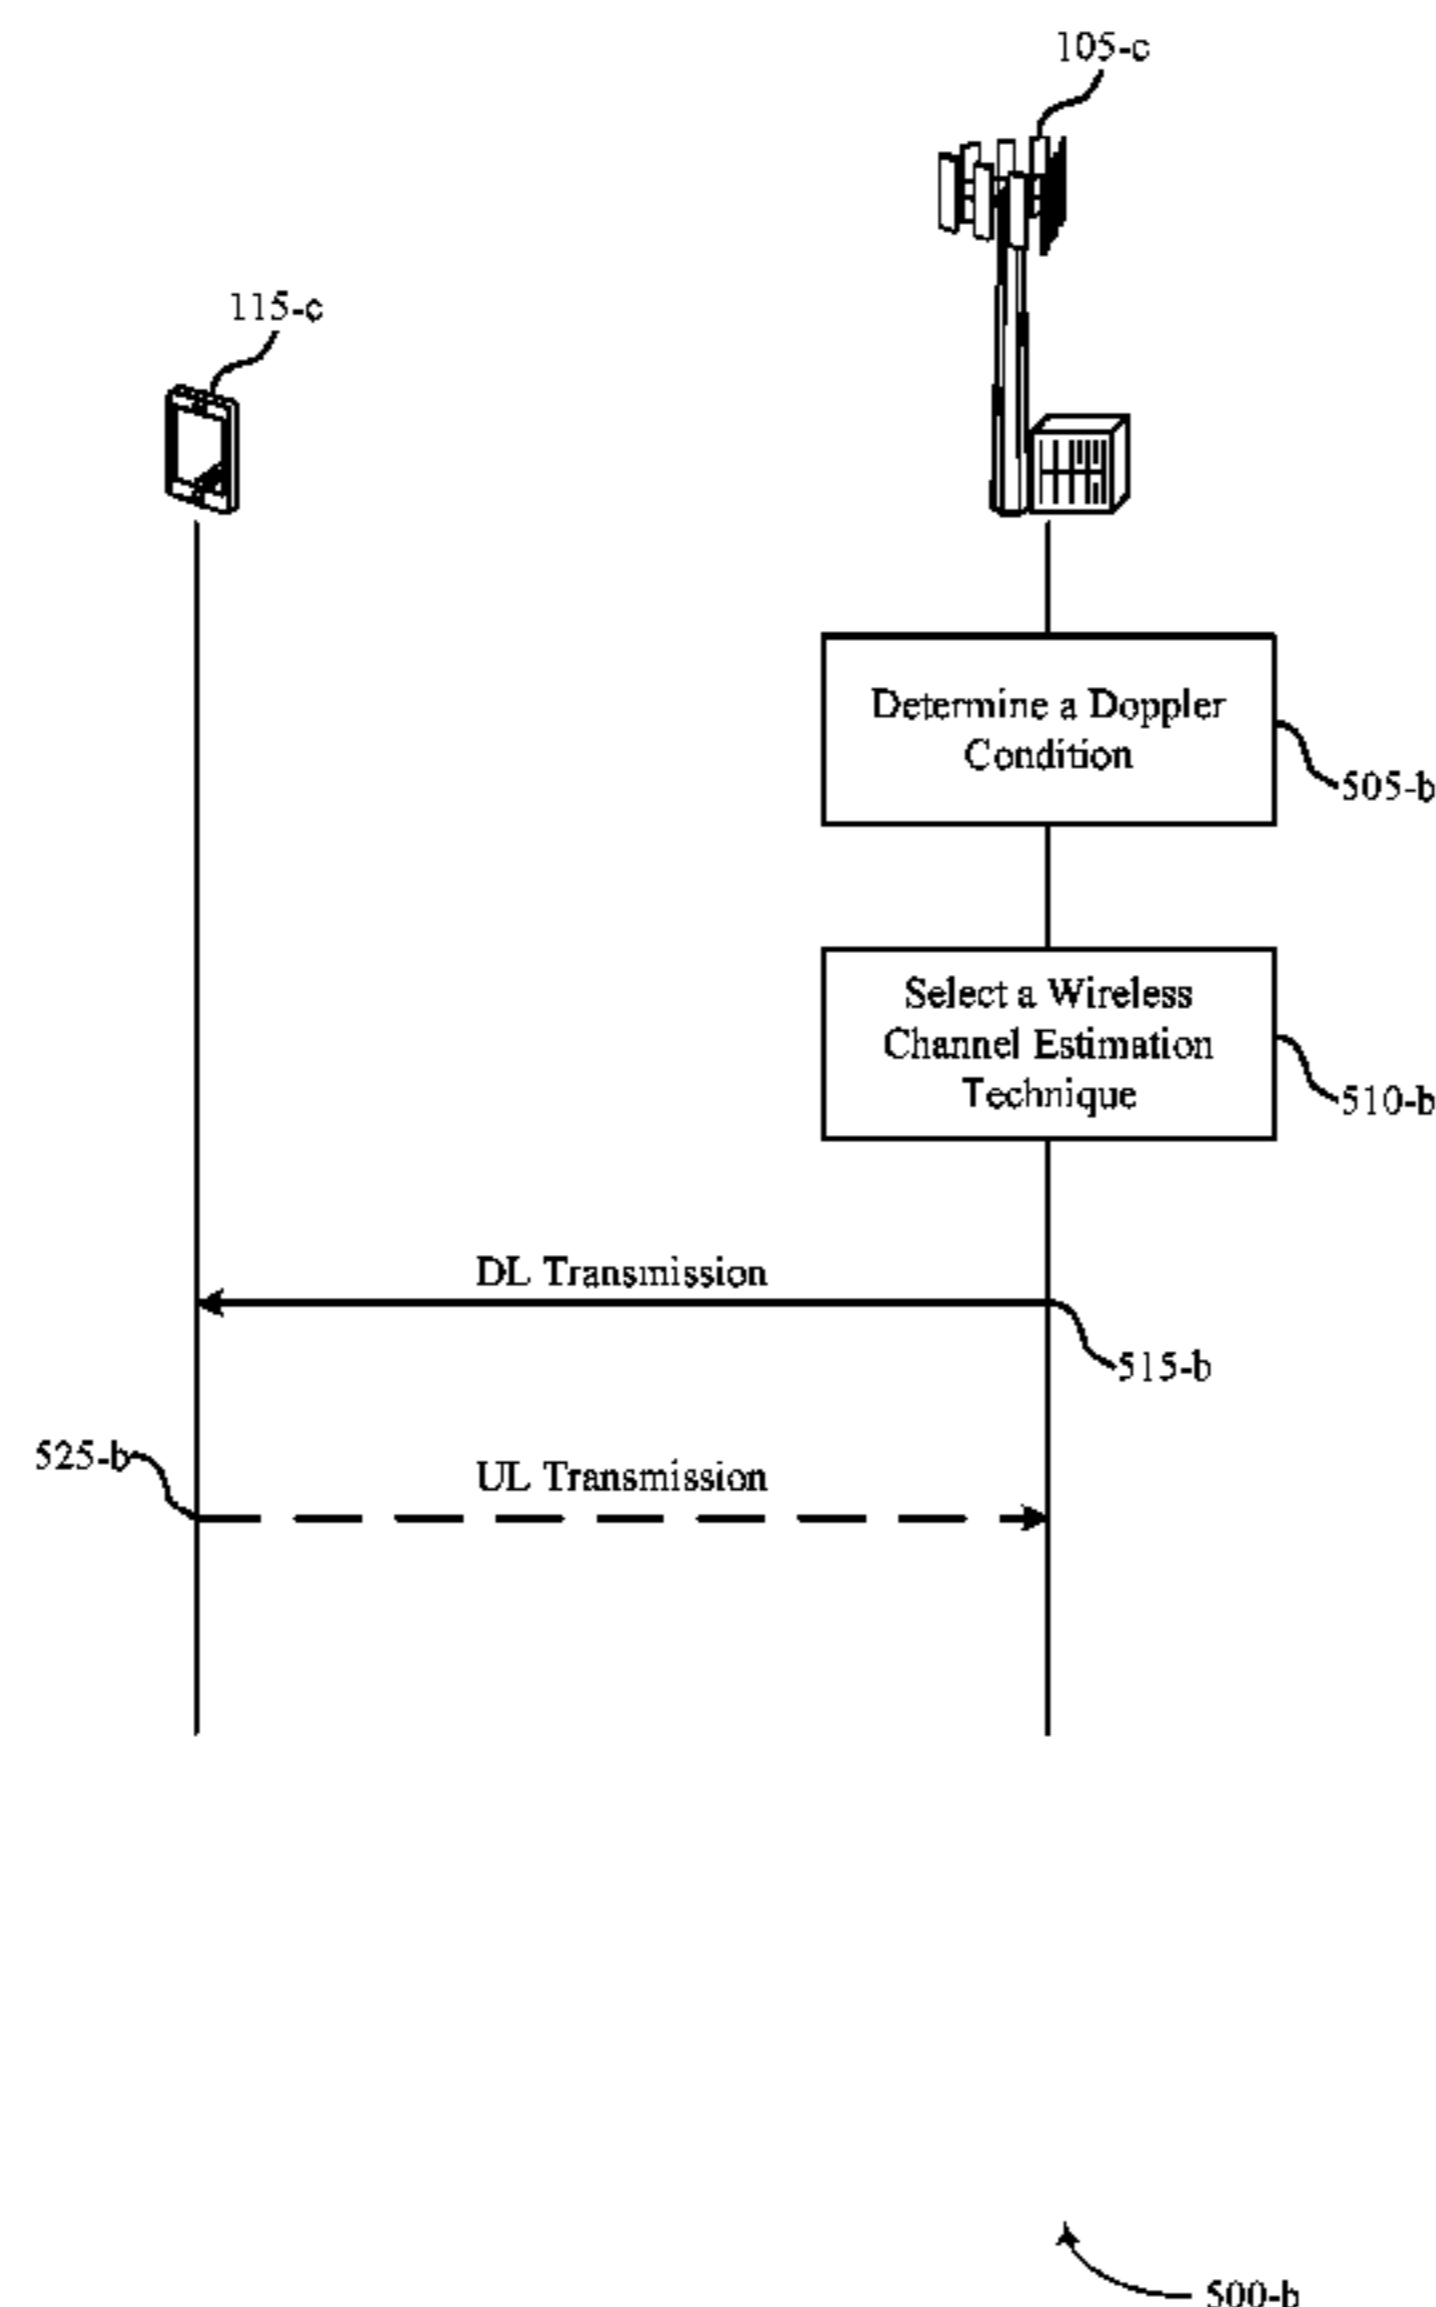 105-c
115-c
Determine a Doppler
Condition
505-b
Select a Wireless
Channel Estimation
Technique
510-b
DL Transmission
515-b
525-b
UL Transmission
500-b